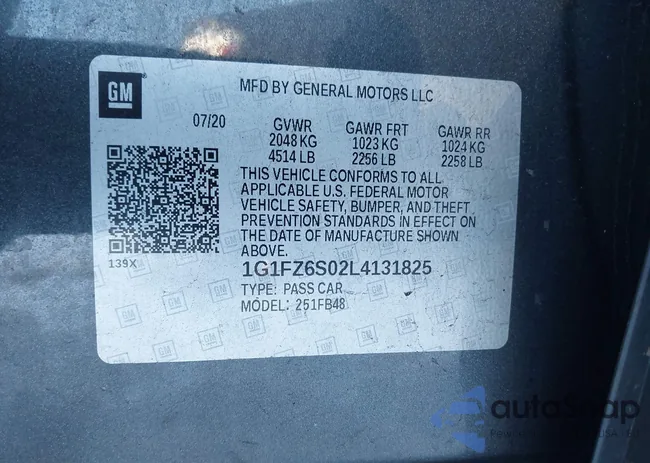 GM
MFD BY GENERAL MOTORS LLC
07/20
GVWR GAWR FRT GAWR RR
2048 KG 1023 KG 1024 KG
4514 LB 2256 LB 2258 LB
THIS VEHICLE CONFORMS TO ALL
APPLICABLE U.S. FEDERAL MOTOR
VEHICLE SAFETY, BUMPER, AND THEFT
PREVENTION STANDARDS IN EFFECT ON
THE DATE OF MANUFACTURE SHOWN
ABOVE.
139X
1G1FZ6S02L4131825
TYPE: PASS CAR
MODEL: 251FB48